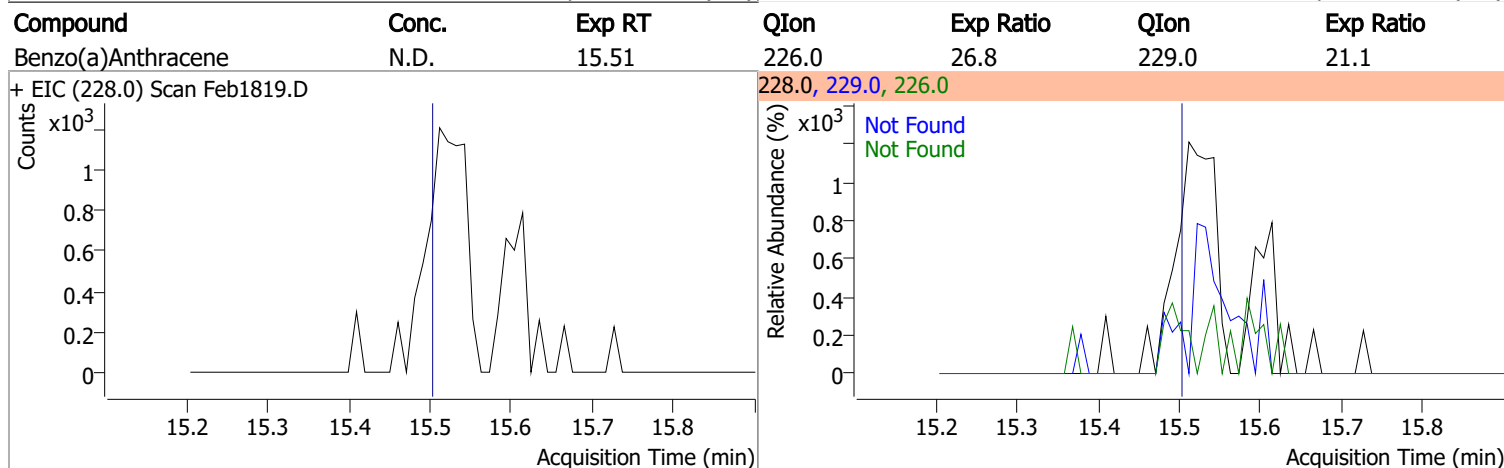 Compound Conc. Exp RT QIon Exp Ratio QIon Exp Ratio
Benzo(a)Anthracene N.D. 15.51 226.0 26.8 229.0 21.1
+ EIC (228.0) Scan Feb1819.D
Counts
x10³
1
0.8
0.6
0.4
0.2
0
15.2 15.3 15.4 15.5 15.6 15.7 15.8
Acquisition Time (min)
228.0, 229.0, 226.0
Relative Abundance (%)
x10³
Not Found
Not Found
1
0.8
0.6
0.4
0.2
0
15.2 15.3 15.4 15.5 15.6 15.7 15.8
Acquisition Time (min)